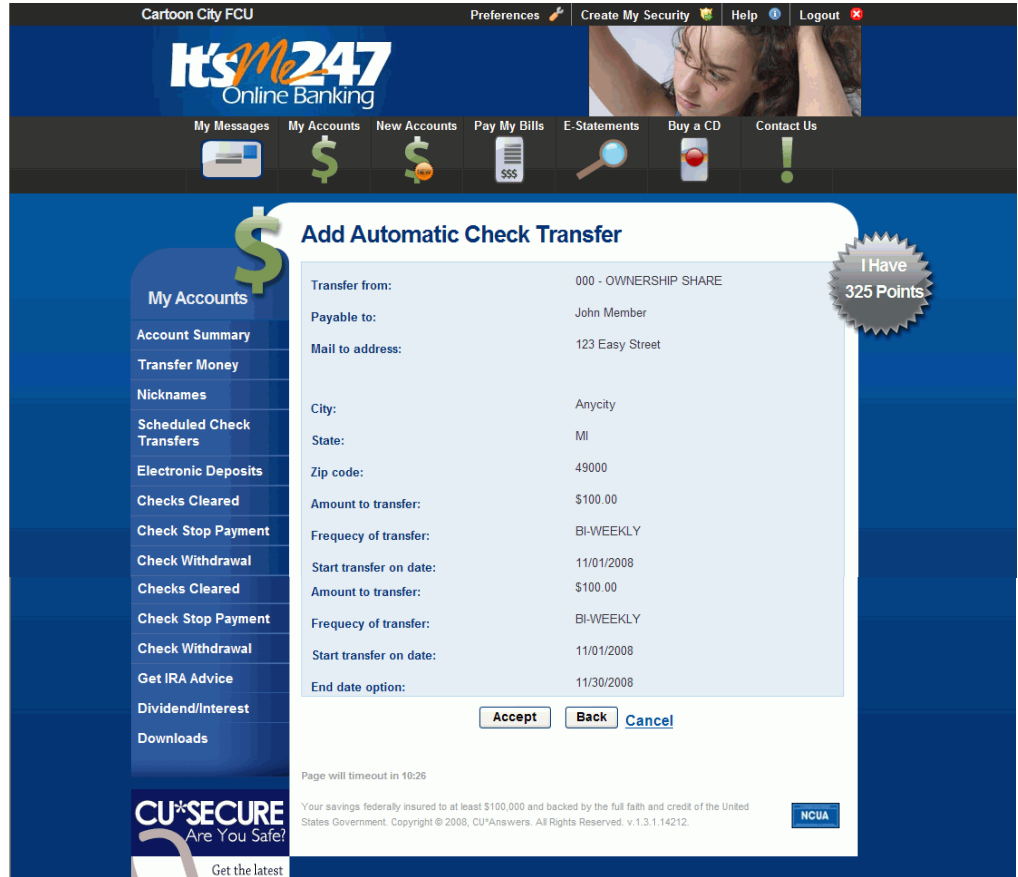 Cartoon City FCU
Preferences
Create My Security
Help
Logout
It'sMe247
Online Banking
My Messages
My Accounts
New Accounts
Pay My Bills
E-Statements
Buy a CD
Contact Us
NEW
$$$
Add Automatic Check Transfer
I Have
325 Points
My Accounts
Account Summary
Transfer Money
Nicknames
Scheduled Check
Transfers
Electronic Deposits
Checks Cleared
Check Stop Payment
Check Withdrawal
Checks Cleared
Check Stop Payment
Check Withdrawal
Get IRA Advice
Dividend/Interest
Downloads
Transfer from: 000 - OWNERSHIP SHARE
Payable to: John Member
Mail to address: 123 Easy Street
City: Anycity
State: MI
Zip code: 49000
Amount to transfer: $100.00
Frequecy of transfer: BI-WEEKLY
Start transfer on date: 11/01/2008
Amount to transfer: $100.00
Frequecy of transfer: BI-WEEKLY
Start transfer on date: 11/01/2008
End date option: 11/30/2008
Accept
Back
Cancel
Page will timeout in 10:26
Your savings federally insured to at least $100,000 and backed by the full faith and credit of the United
States Government. Copyright © 2008, CU*Answers. All Rights Reserved. v.1.3.1.14212.
NCUA
CU*SECURE
Are You Safe?
Get the latest